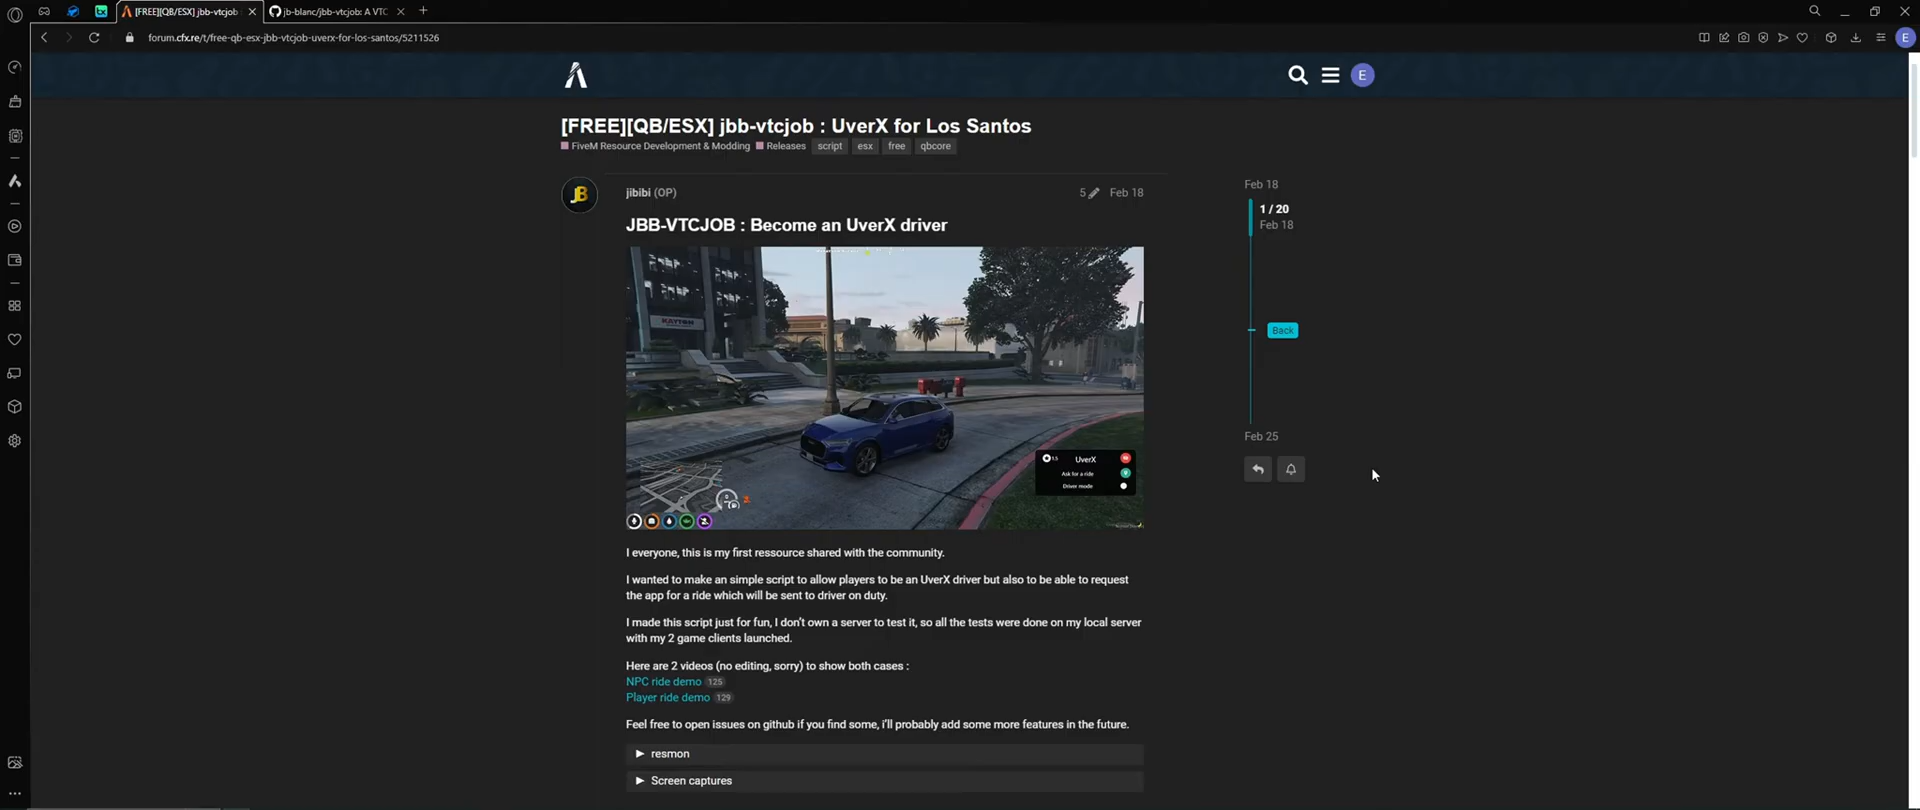 [FREE][QB/ESX] jbb-vtcjob
jb-blanc/jbb-vtcjob: A VTC
forum.cfx.re/t/free-qb-esx-jbb-vtcjob-uverx-for-los-santos/5211526
E
E
[FREE][QB/ESX] jbb-vtcjob : UverX for Los Santos
FiveM Resource Development & Modding Releases script esx free qbcore
JB
jibibi (OP) 5 Feb 18
JBB-VTCJOB : Become an UverX driver
UverX
Ask for a ride
Driver mode
I everyone, this is my first ressource shared with the community.
I wanted to make an simple script to allow players to be an UverX driver but also to be able to request
the app for a ride which will be sent to driver on duty.
I made this script just for fun, I don't own a server to test it, so all the tests were done on my local server
with my 2 game clients launched.
Here are 2 videos (no editing, sorry) to show both cases :
NPC ride demo 125
Player ride demo 129
Feel free to open issues on github if you find some, i'll probably add some more features in the future.
resmon
Screen captures
Feb 18
1 / 20
Feb 18
Back
Feb 25